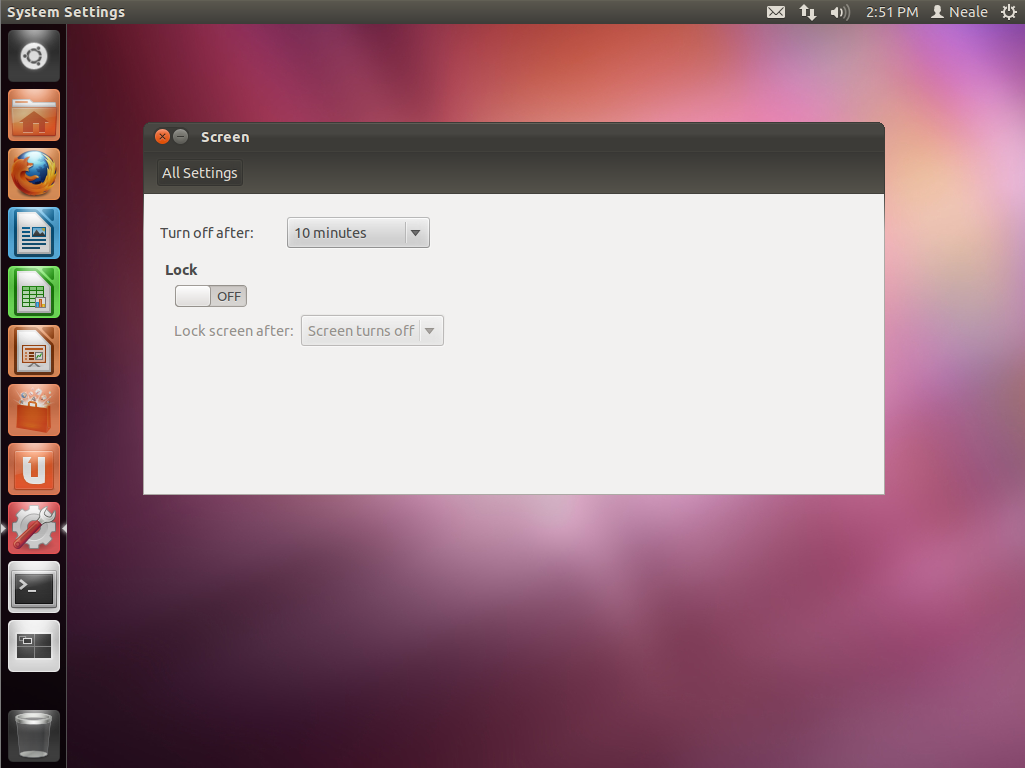 System Settings
2:51 PM
Neale
Screen
All Settings
Turn off after:
10 minutes
Lock
OFF
Lock screen after:
Screen turns off
U
>_